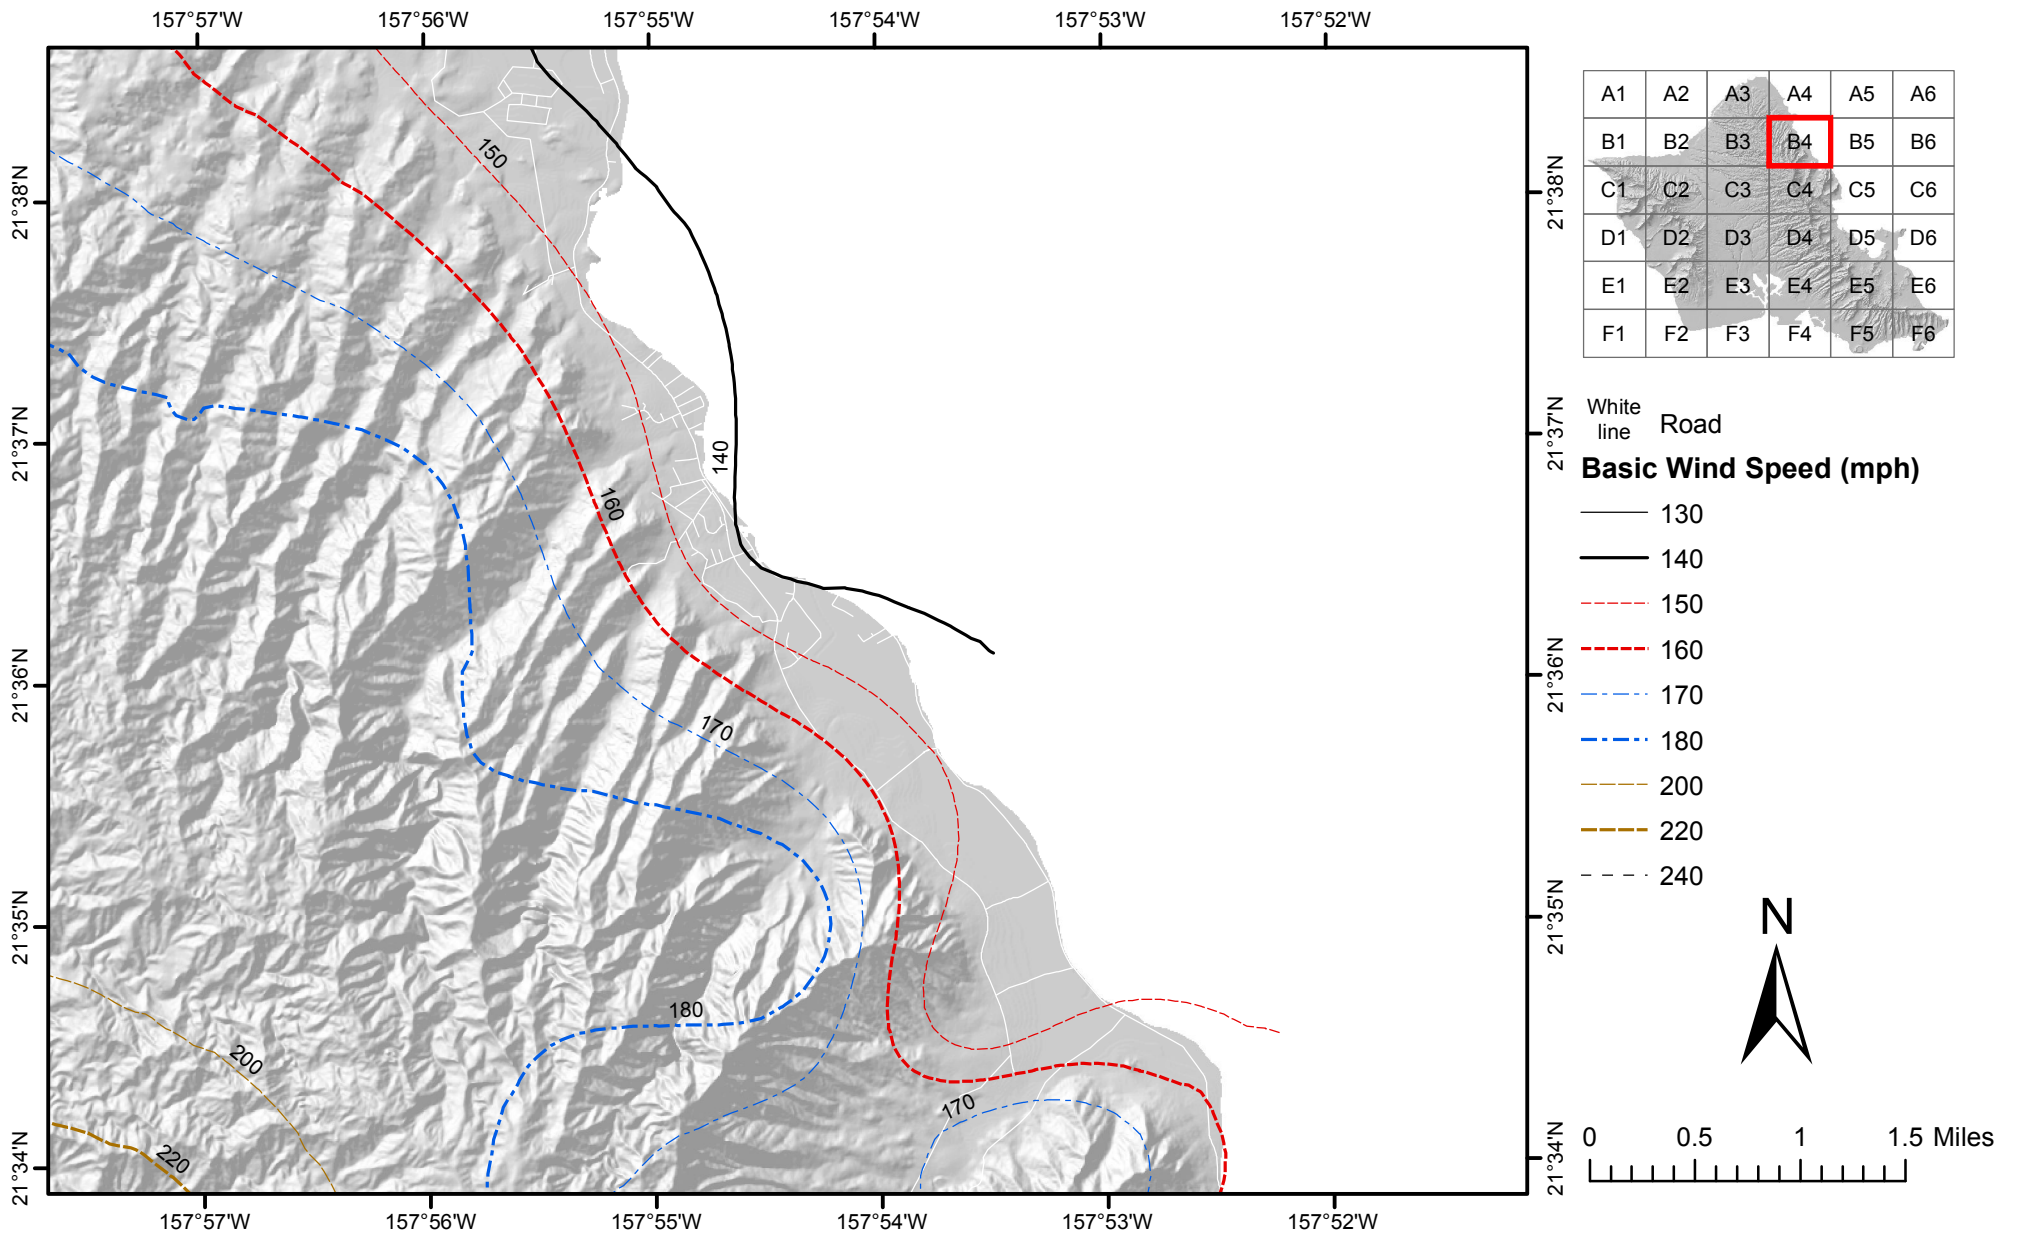 157°57'W 157°56'W 157°55'W 157°54'W 157°53'W 157°52'W
21°38'N
21°37'N
21°36'N
21°35'N
21°34'N
150
140
160
170
180
200
170
220
21°38'N
21°37'N
21°36'N
21°35'N
21°34'N
157°57'W 157°56'W 157°55'W 157°54'W 157°53'W 157°52'W
A1 A2 A3 A4 A5 A6
B1 B2 B3 B4 B5 B6
C1 C2 C3 C4 C5 C6
D1 D2 D3 D4 D5 D6
E1 E2 E3 E4 E5 E6
F1 F2 F3 F4 F5 F6
White
line Road
Basic Wind Speed (mph)
130
140
150
160
170
180
200
220
240
N
0 0.5 1 1.5 Miles